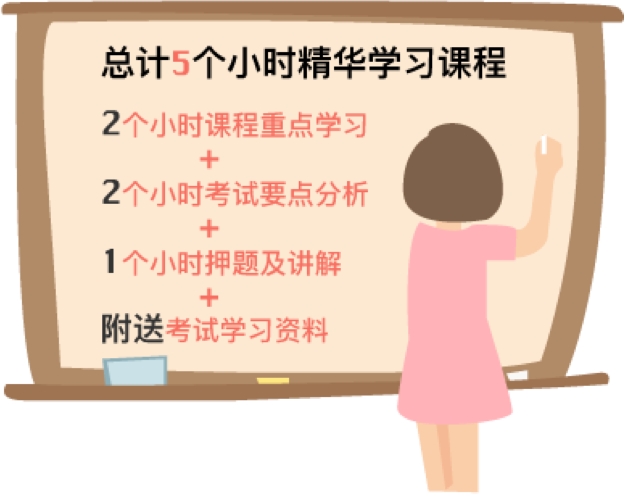 总计5个小时精华学习课程
2个小时课程重点学习
+
2个小时考试要点分析
+
1个小时押题及讲解
+
附送考试学习资料